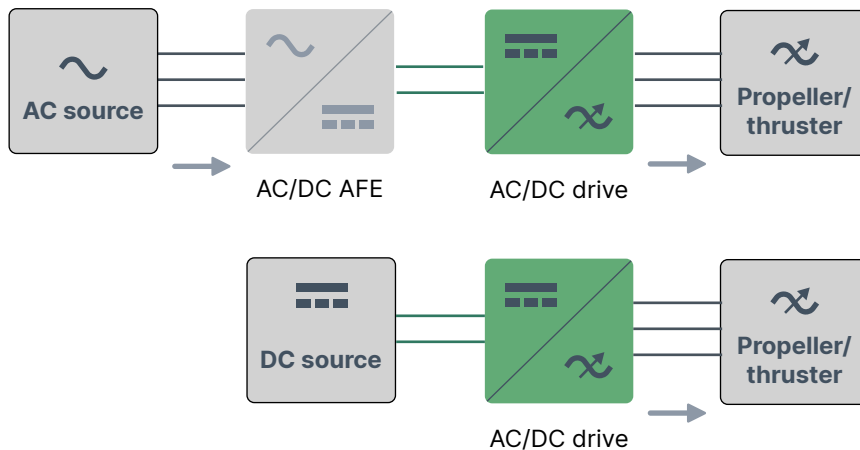 AC source
Propeller/
thruster
AC/DC AFE
AC/DC drive
DC source
Propeller/
thruster
AC/DC drive